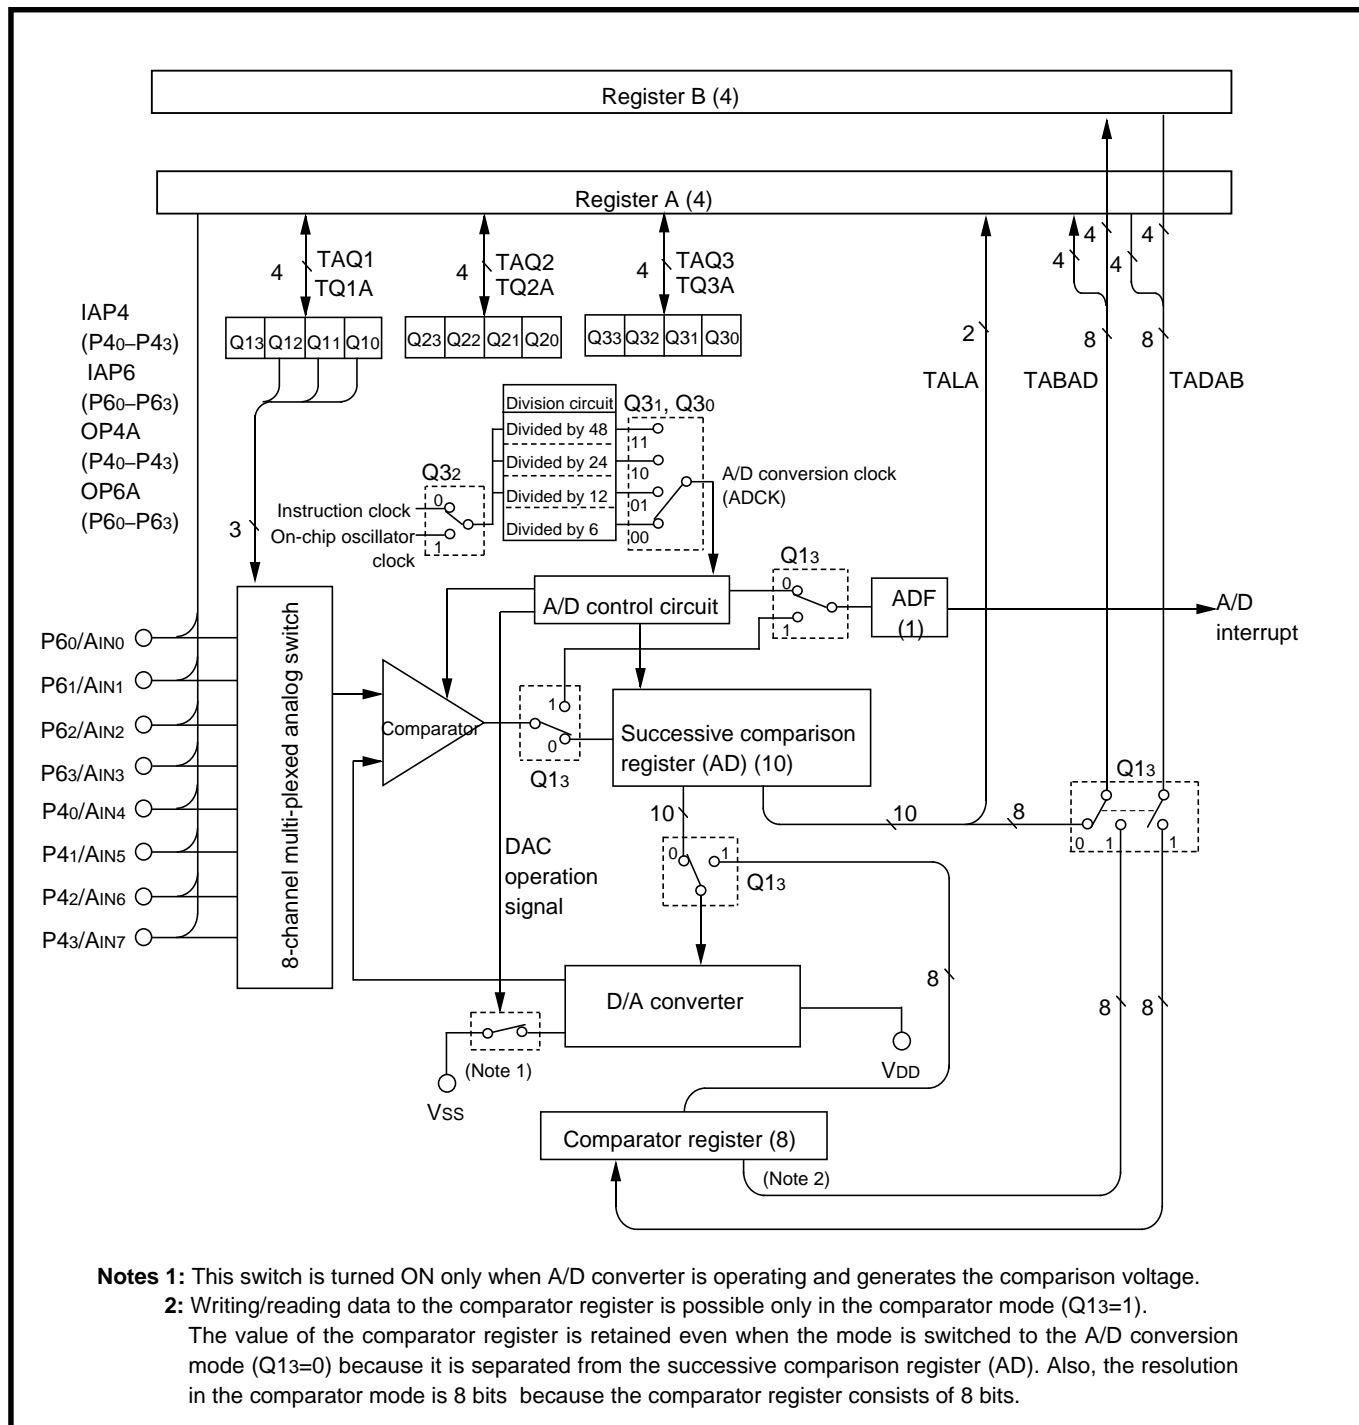 Register B (4)
Register A (4)
4
TAQ1
TQ1A
4
TAQ2
TQ2A
4
TAQ3
TQ3A
4
4
4
4
2
8
8
TALA
TABAD
TADAB
IAP4
(P40–P43)
IAP6
(P60–P63)
OP4A
(P40–P43)
OP6A
(P60–P63)
Q13 Q12 Q11 Q10
Q23 Q22 Q21 Q20
Q33 Q32 Q31 Q30
3
Division circuit
Divided by 48
Divided by 24
Divided by 12
Divided by 6
Q31, Q30
11
10
01
00
A/D conversion clock
(ADCK)
Q32
0
1
Instruction clock
On-chip oscillator
clock
A/D control circuit
Q13
0
1
ADF
(1)
A/D
interrupt
P60/AIN0
P61/AIN1
P62/AIN2
P63/AIN3
P40/AIN4
P41/AIN5
P42/AIN6
P43/AIN7
8-channel multi-plexed analog switch
Comparator
1
0
Q13
Successive comparison
register (AD) (10)
10
10
8
Q13
0
1
1
0
1
Q13
DAC
operation
signal
D/A converter
8
8
8
(Note 1)
VSS
VDD
Comparator register (8)
(Note 2)
Notes 1: This switch is turned ON only when A/D converter is operating and generates the comparison voltage.
2: Writing/reading data to the comparator register is possible only in the comparator mode (Q13=1).
The value of the comparator register is retained even when the mode is switched to the A/D conversion
mode (Q13=0) because it is separated from the successive comparison register (AD). Also, the resolution
in the comparator mode is 8 bits because the comparator register consists of 8 bits.